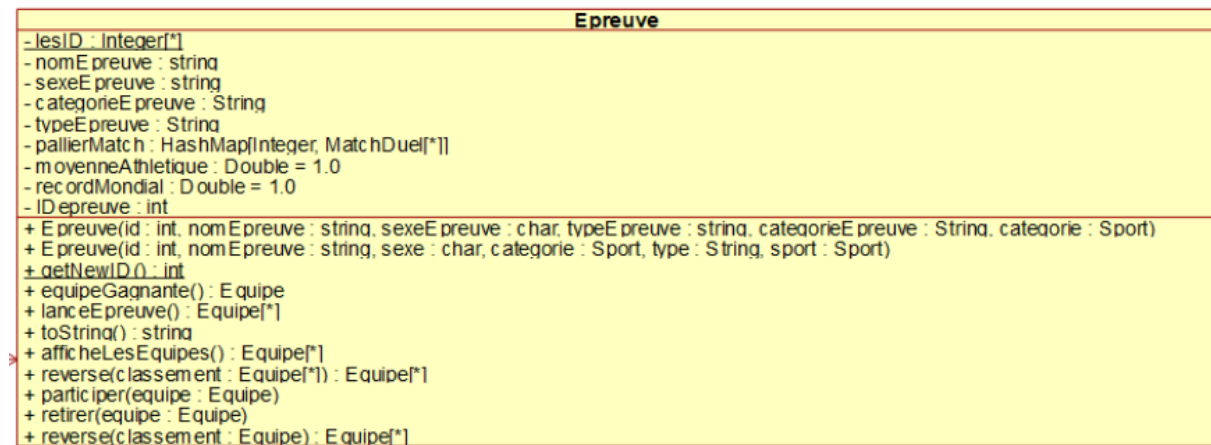 Epreuve
- lesID : Integer[*]
- nomEpreuve : string
- sexeEpreuve : string
- categorieEpreuve : String
- typeEpreuve : String
- pallierMatch : HashMap[Integer, MatchDuel[*]]
- moyenneAthletique : Double = 1.0
- recordMondial : Double = 1.0
- IDepreuve : int
+ Epreuve(id : int, nomEpreuve : string, sexeEpreuve : char, typeEpreuve : string, categorieEpreuve : String, categorie : Sport)
+ Epreuve(id : int, nomEpreuve : string, sexe : char, categorie : Sport, type : String, sport : Sport)
+ getNewID() : int
+ equipeGagnante() : Equipe
+ lanceEpreuve() : Equipe[*]
+ toString() : string
+ afficheLesEquipes() : Equipe[*]
+ reverse(classement : Equipe[*]) : Equipe[*]
+ participer(equipe : Equipe)
+ retirer(equipe : Equipe)
+ reverse(classement : Equipe) : Equipe[*]